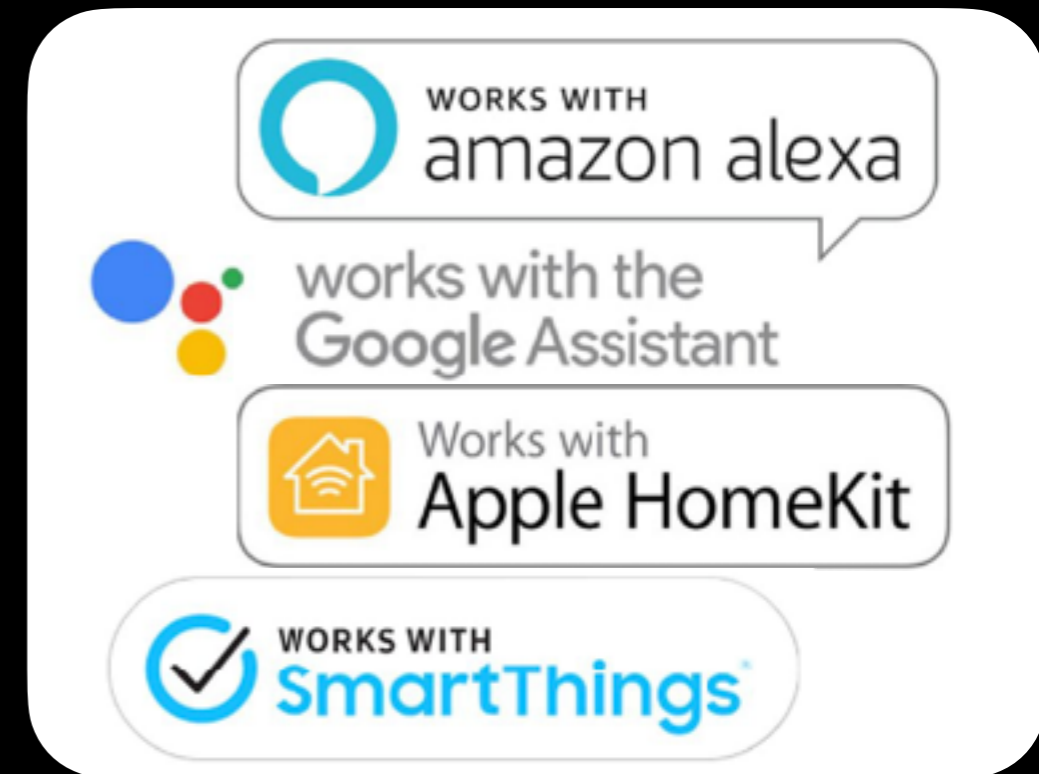 WORKS WITH
amazon alexa
works with the
Google Assistant
Works with
Apple HomeKit
WORKS WITH
SmartThings